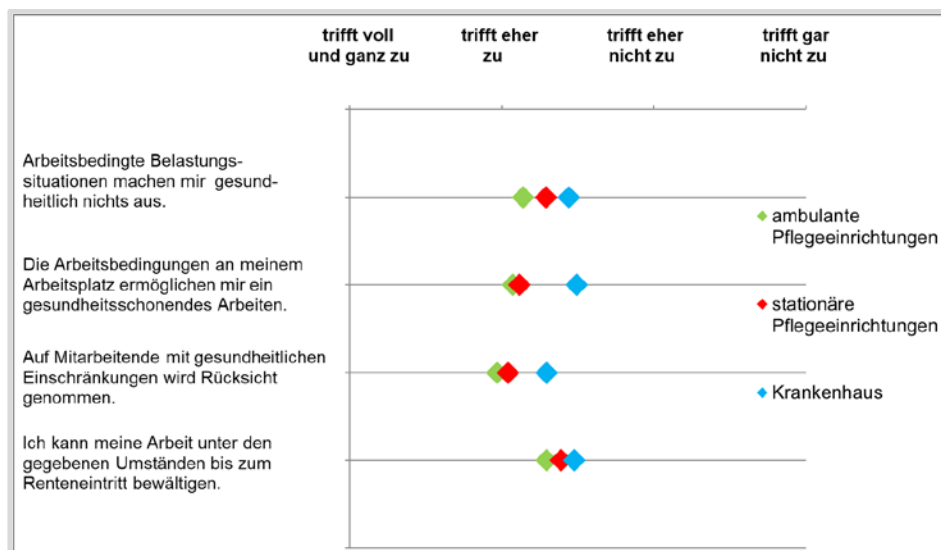 trifft voll
und ganz zu
trifft eher
zu
trifft eher
nicht zu
trifft gar
nicht zu
Arbeitsbedingte Belastungs-
situationen machen mir gesund-
heitlich nichts aus.
Die Arbeitsbedingungen an meinem
Arbeitsplatz ermöglichen mir ein
gesundheitsschonendes Arbeiten.
Auf Mitarbeitende mit gesundheitlichen
Einschränkungen wird Rücksicht
genommen.
Ich kann meine Arbeit unter den
gegebenen Umständen bis zum
Renteneintritt bewältigen.
ambulante
Pflegeeinrichtungen
stationäre
Pflegeeinrichtungen
Krankenhaus